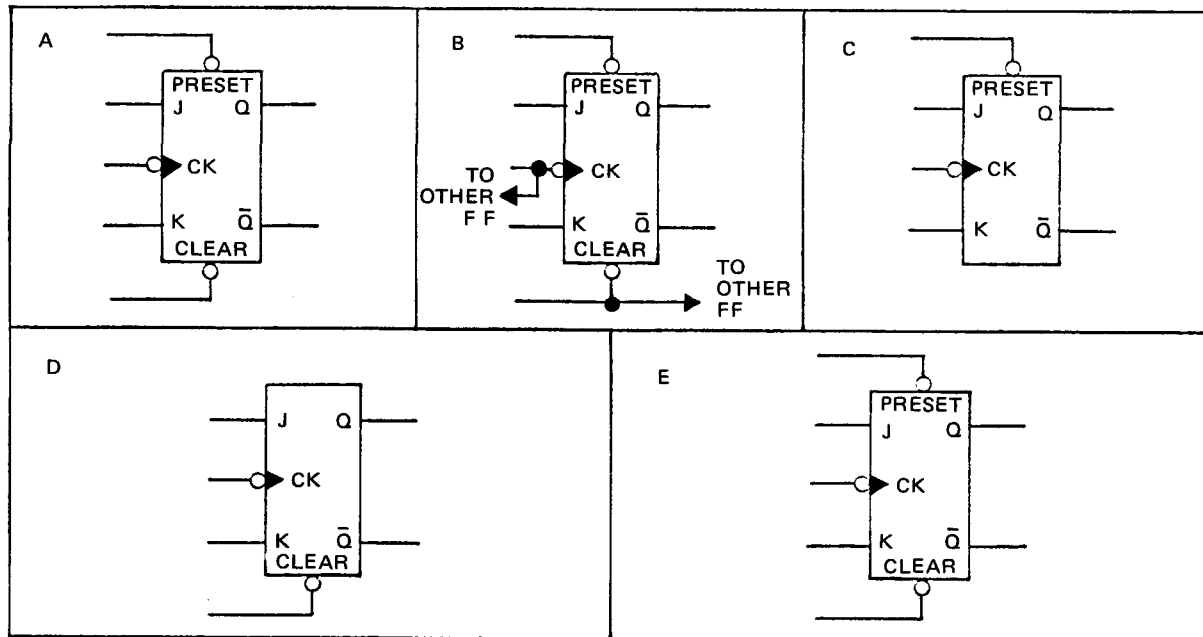 A
PRESET
J Q
CK
K Q̄
CLEAR
B
PRESET
J Q
CK
TO
OTHER
F F
K Q̄
CLEAR
TO
OTHER
FF
C
PRESET
J Q
CK
K Q̄
D
J Q
CK
K Q̄
CLEAR
E
PRESET
J Q
CK
K Q̄
CLEAR